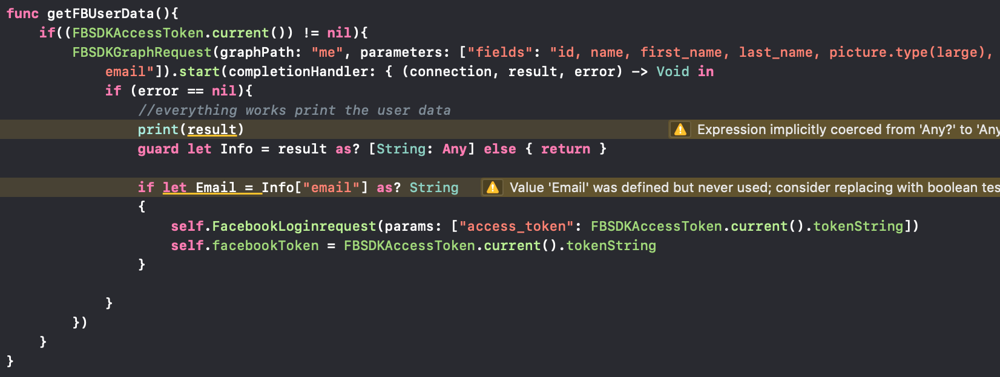 func getFBUserData(){
if((FBSDKAccessToken.current()) != nil){
FBSDKGraphRequest(graphPath: "me", parameters: ["fields": "id, name, first_name, last_name, picture.type(large),
email"]).start(completionHandler: { (connection, result, error) -> Void in
if (error == nil){
//everything works print the user data
print(result) Expression implicitly coerced from 'Any?' to 'Any
guard let Info = result as? [String: Any] else { return }
if let Email = Info["email"] as? String Value 'Email' was defined but never used; consider replacing with boolean tes
{
self.FacebookLoginrequest(params: ["access_token": FBSDKAccessToken.current().tokenString])
self.facebookToken = FBSDKAccessToken.current().tokenString
}
}
})
}
}